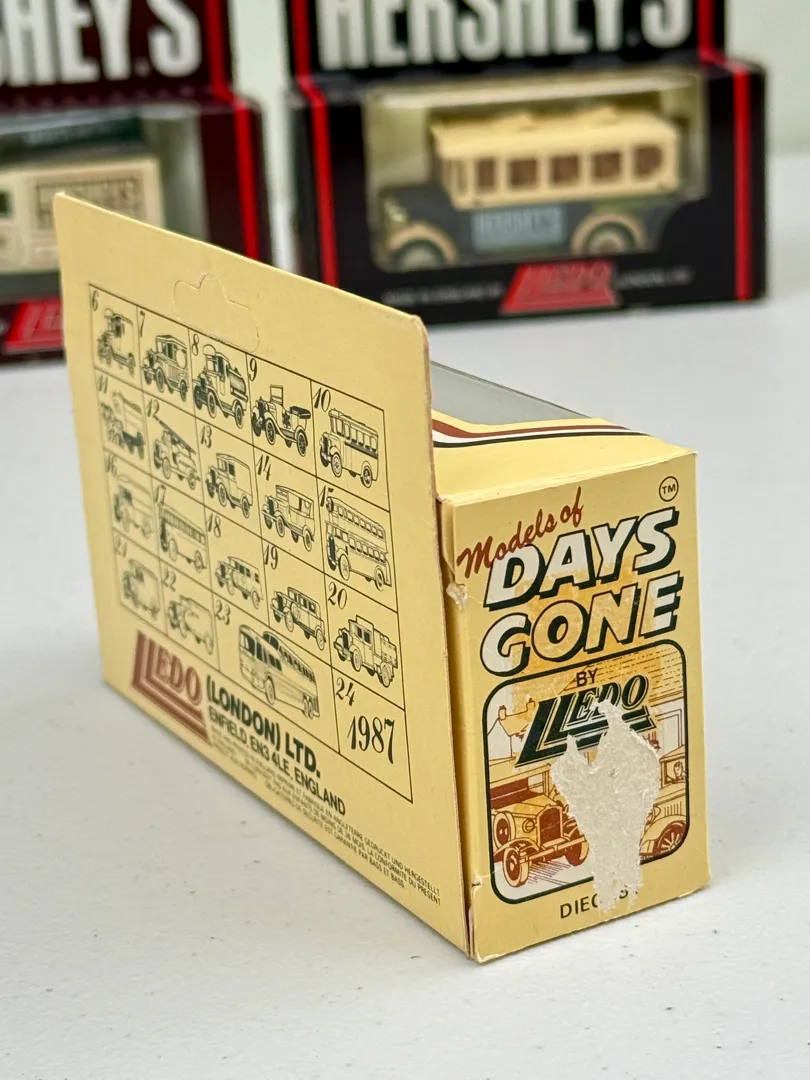 HEY'S
HERSHEY'S
HERSHEY'S
LLEDO
6
7
8
9
10
11
12
13
14
15
16
17
18
19
20
21
22
23
24
1987
LLEDO
(LONDON) LTD.
ENFIELD, EN3 4LE, ENGLAND
Models of
TM
DAYS
GONE
BY
LLEDO